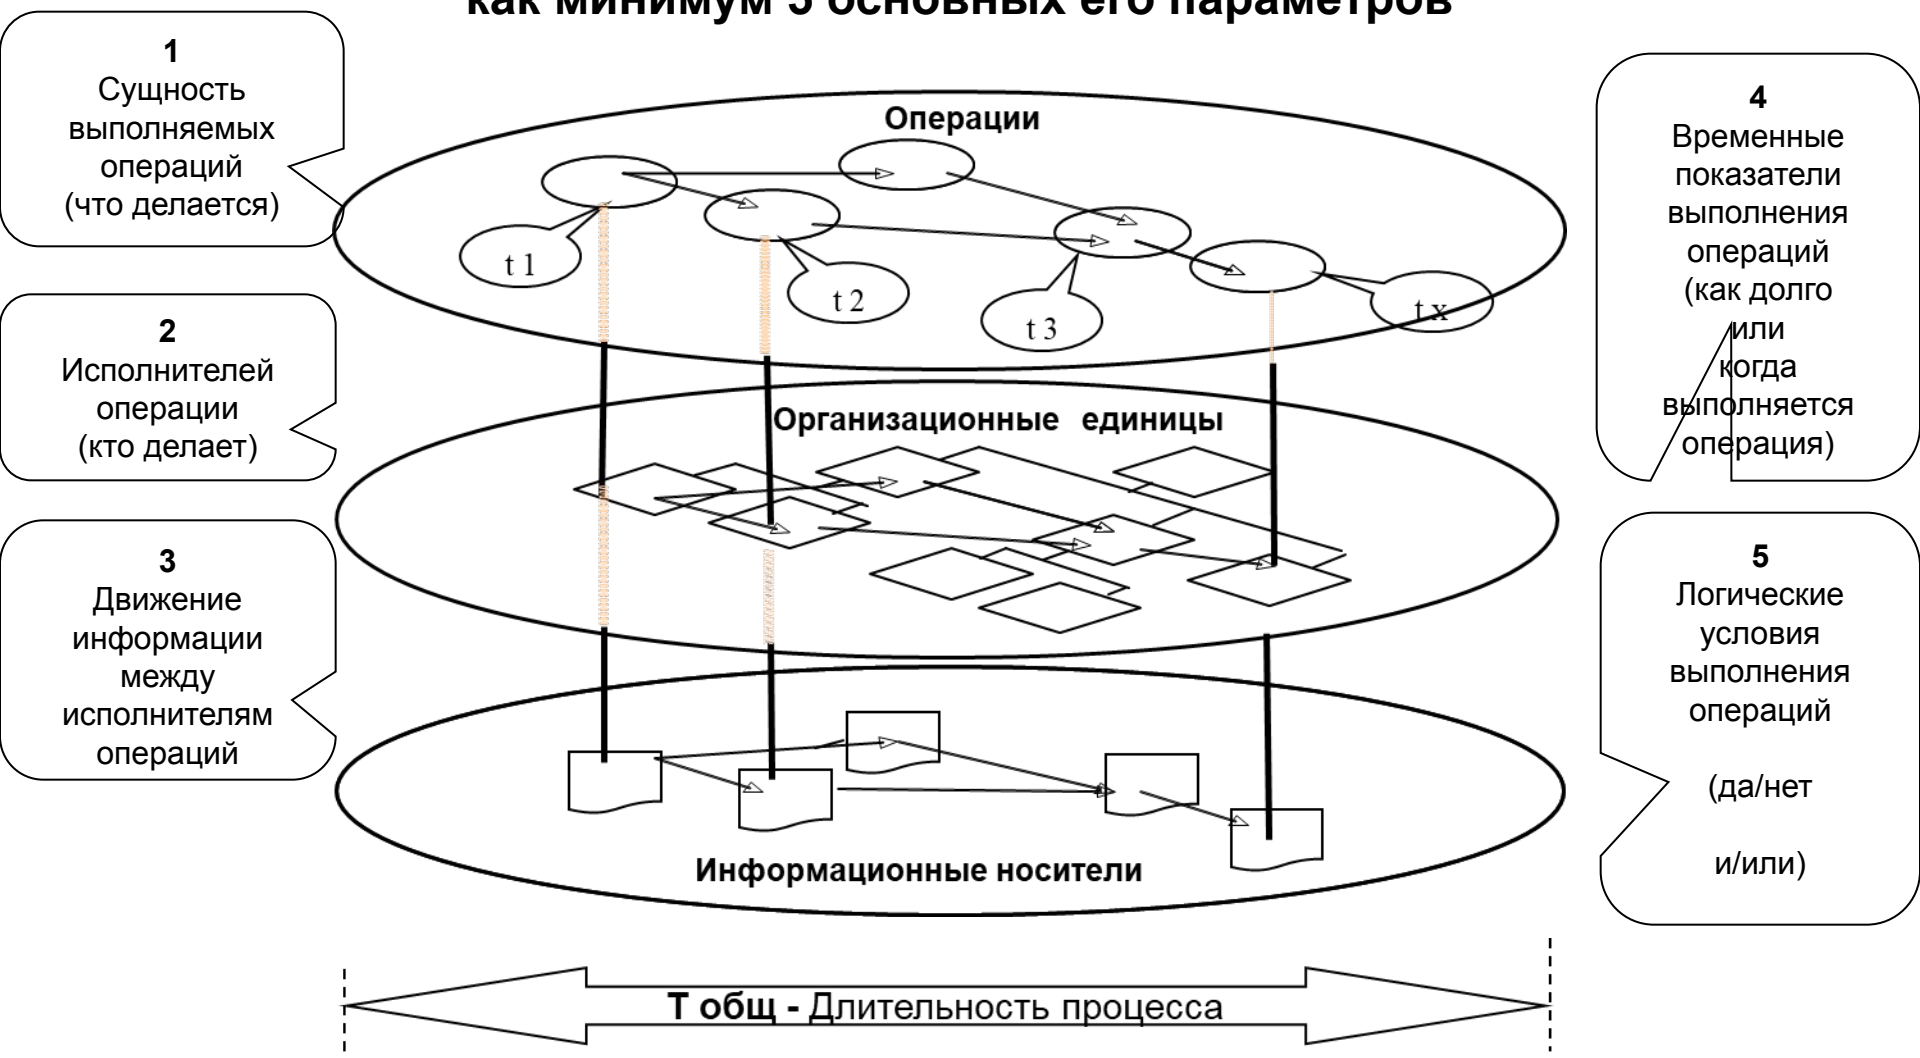 как минимум 5 основных его параметров
1
Сущность
выполняемых
операций
(что делается)
2
Исполнителей
операции
(кто делает)
3
Движение
информации
между
исполнителям
операций
Операции
t 1
t 2
t 3
t x
Организационные единицы
Информационные носители
Т общ - Длительность процесса
4
Временные
показатели
выполнения
операций
(как долго
или
когда
выполняется
операция)
5
Логические
условия
выполнения
операций
(да/нет
и/или)